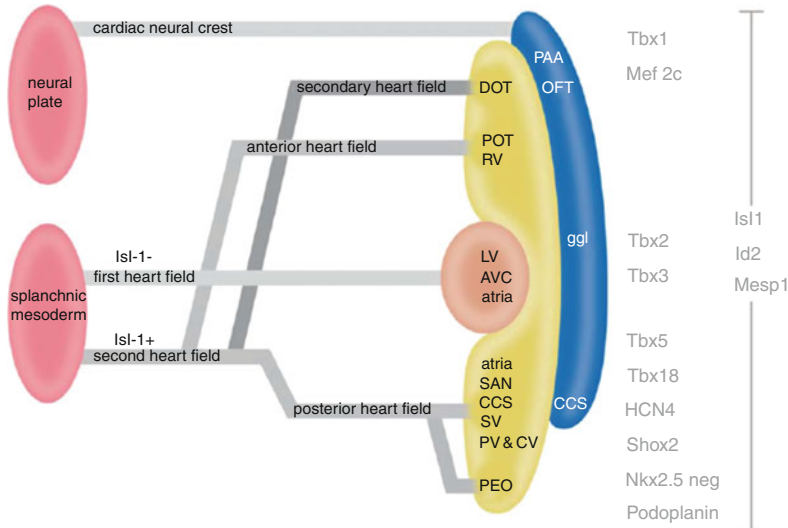 cardiac neural crest
neural
plate
secondary heart field
anterior heart field
Isl-1-
first heart field
splanchnic
mesoderm
Isl-1+
second heart field
posterior heart field
PAA
DOT
OFT
POT
RV
ggl
LV
AVC
atria
atria
SAN
CCS
CCS
SV
PV & CV
PEO
Tbx1
Mef 2c
Tbx2
Tbx3
Tbx5
Tbx18
HCN4
Shox2
Nkx2.5 neg
Podoplanin
Isl1
Id2
Mesp1